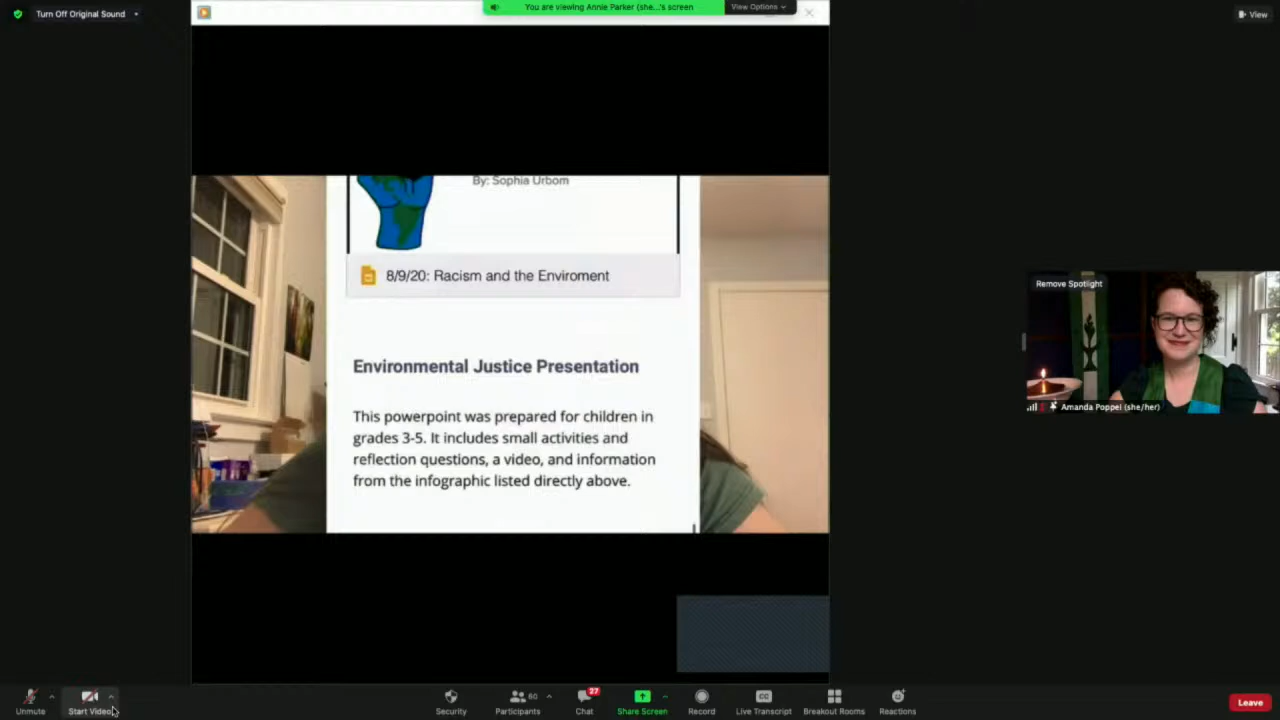 Turn Off Original Sound
You are viewing Annie Parker (she...'s screen
View Options
View
By: Sophia Urbom
8/9/20: Racism and the Enviroment
Environmental Justice Presentation
This powerpoint was prepared for children in
grades 3-5. It includes small activities and
reflection questions, a video, and information
from the infographic listed directly above.
Remove Spotlight
Amanda Poppei (she/her)
Unmute
Start Video
Security
60
Participants
27
Chat
Share Screen
Record
CC
Live Transcript
Breakout Rooms
Reactions
Leave